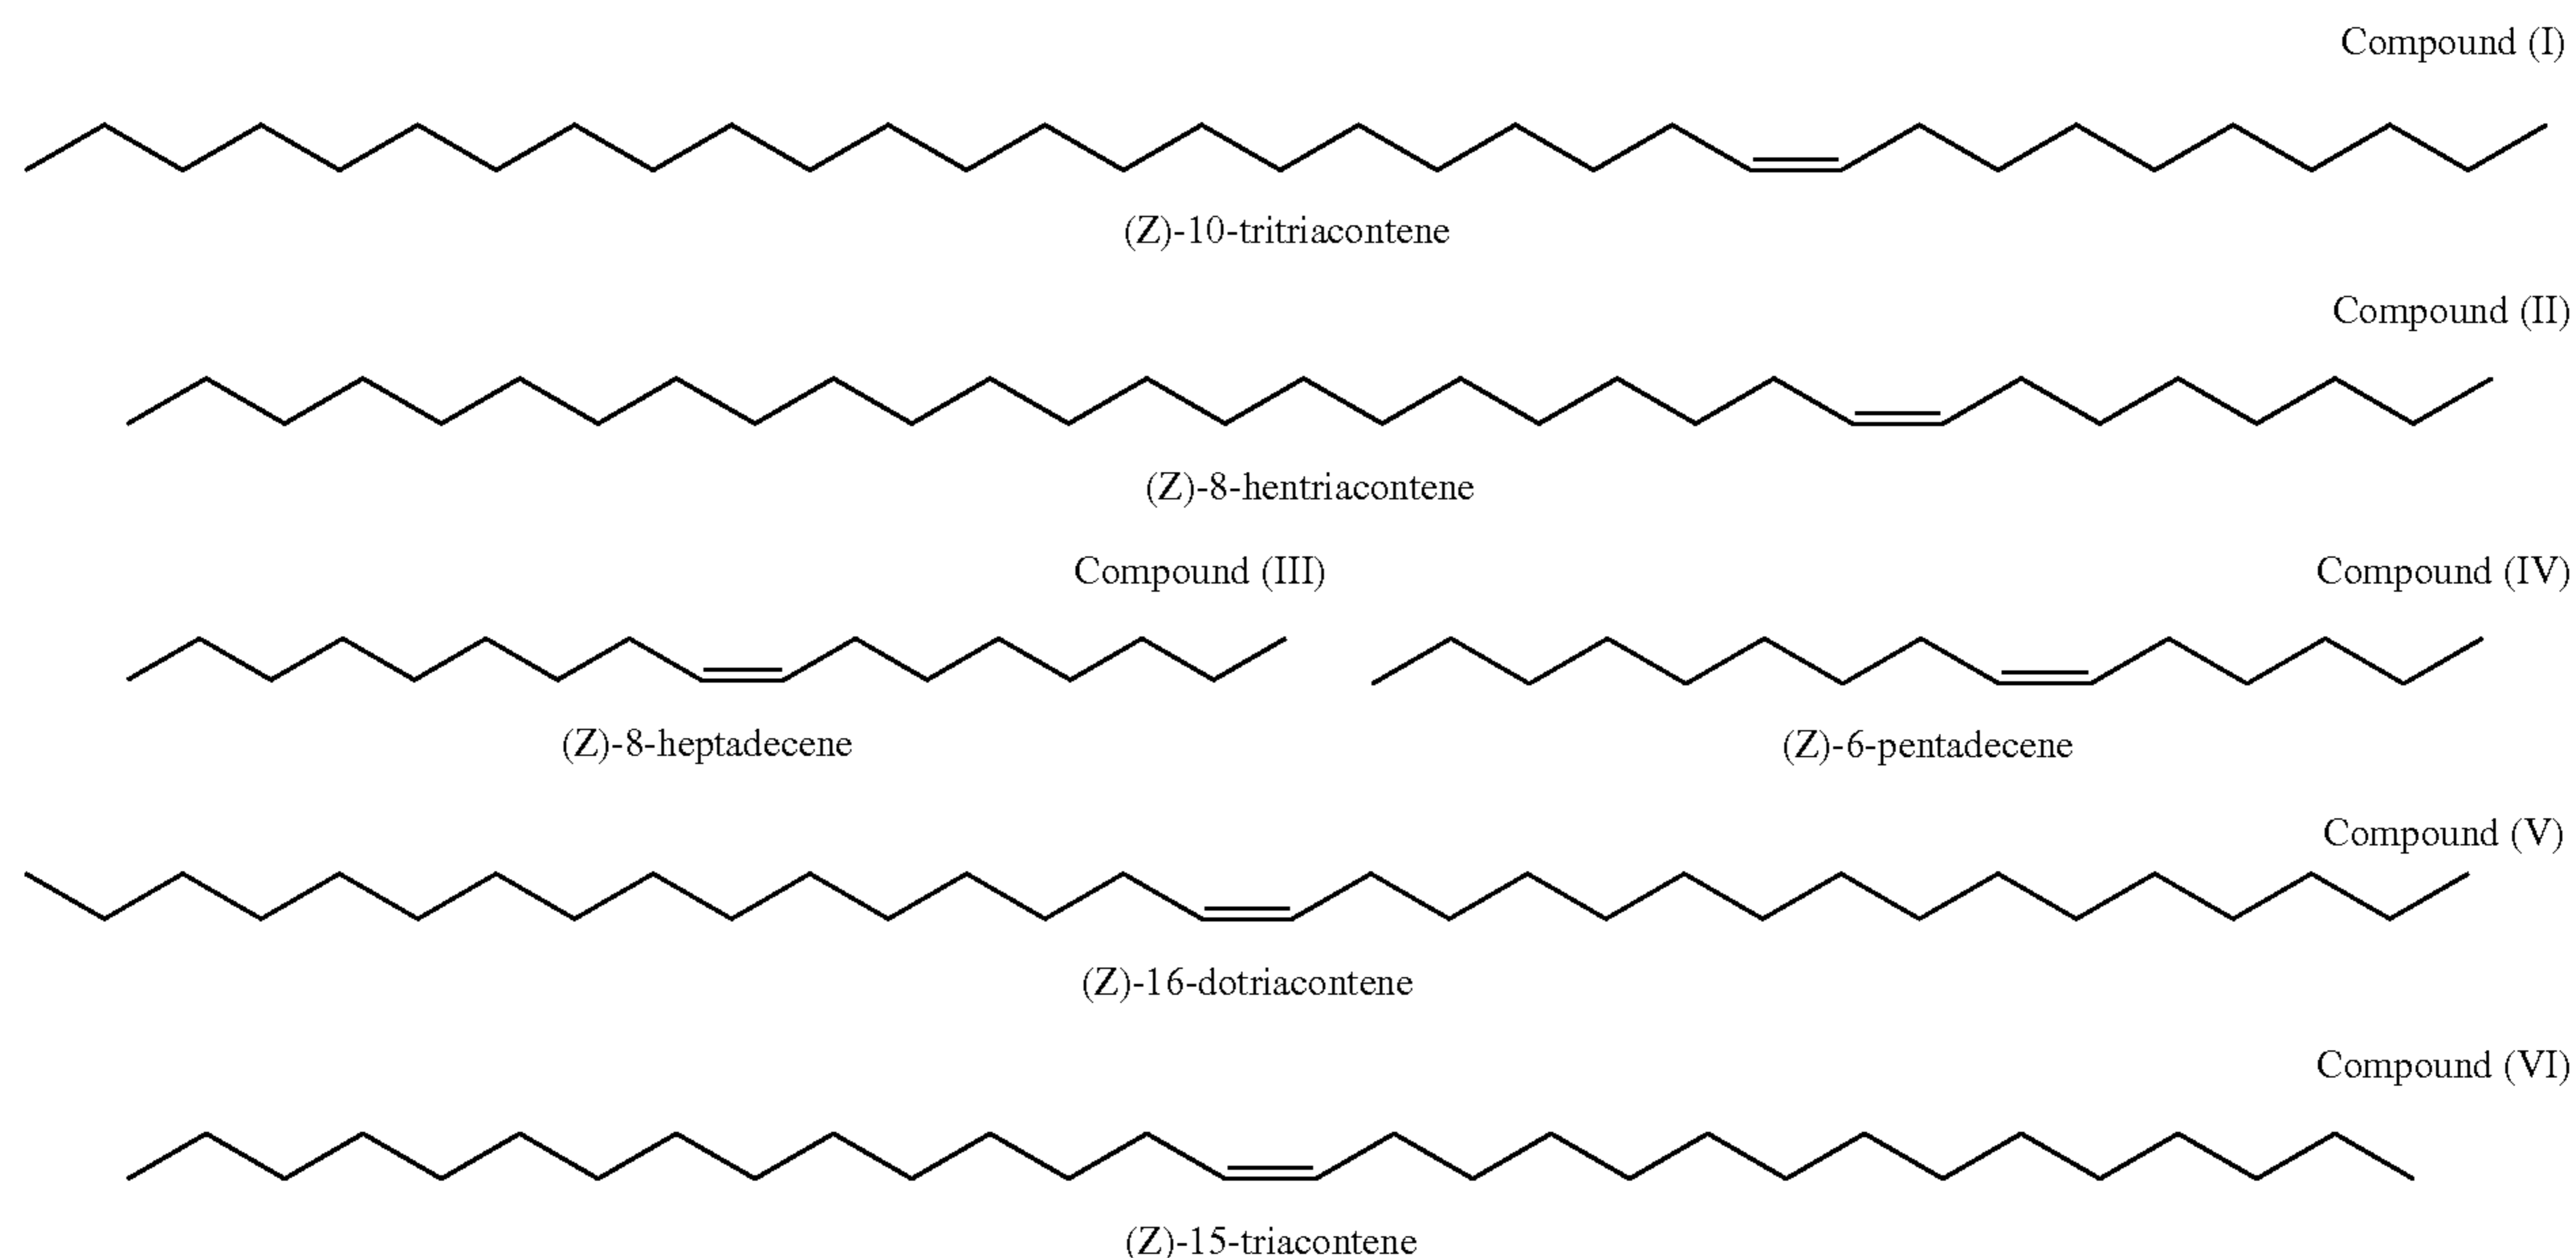 Compound (I)
(Z)-10-tritriacontene
Compound (II)
(Z)-8-hentriacontene
Compound (III)
Compound (IV)
(Z)-8-heptadecene
(Z)-6-pentadecene
Compound (V)
(Z)-16-dotriacontene
Compound (VI)
(Z)-15-triacontene